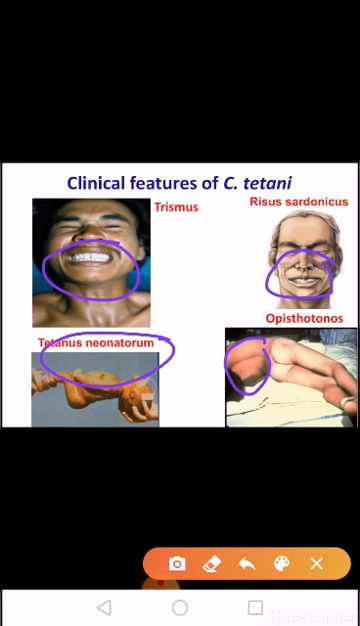 Clinical features of C. tetani
Trismus
Risus sardonicus
Opisthotonos
Tetanus neonatorum